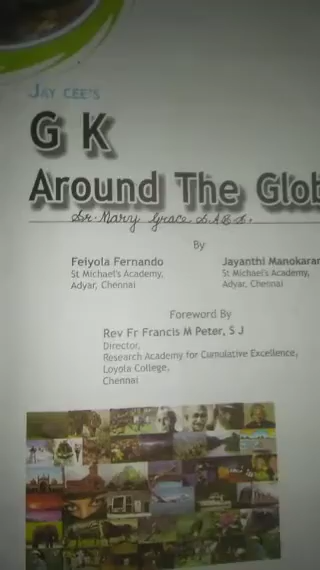 JAY CEE'S
G K
Around The Glob
Sr. Mary Grace
By
Feiyola Fernando
St Michael's Academy,
Adyar, Chennai
Jayanthi Manokaran
St Michael's Academy,
Adyar, Chennai
Foreword By
Rev Fr Francis M Peter, S J
Director,
Research Academy for Cumulative Excellence,
Loyola College,
Chennai